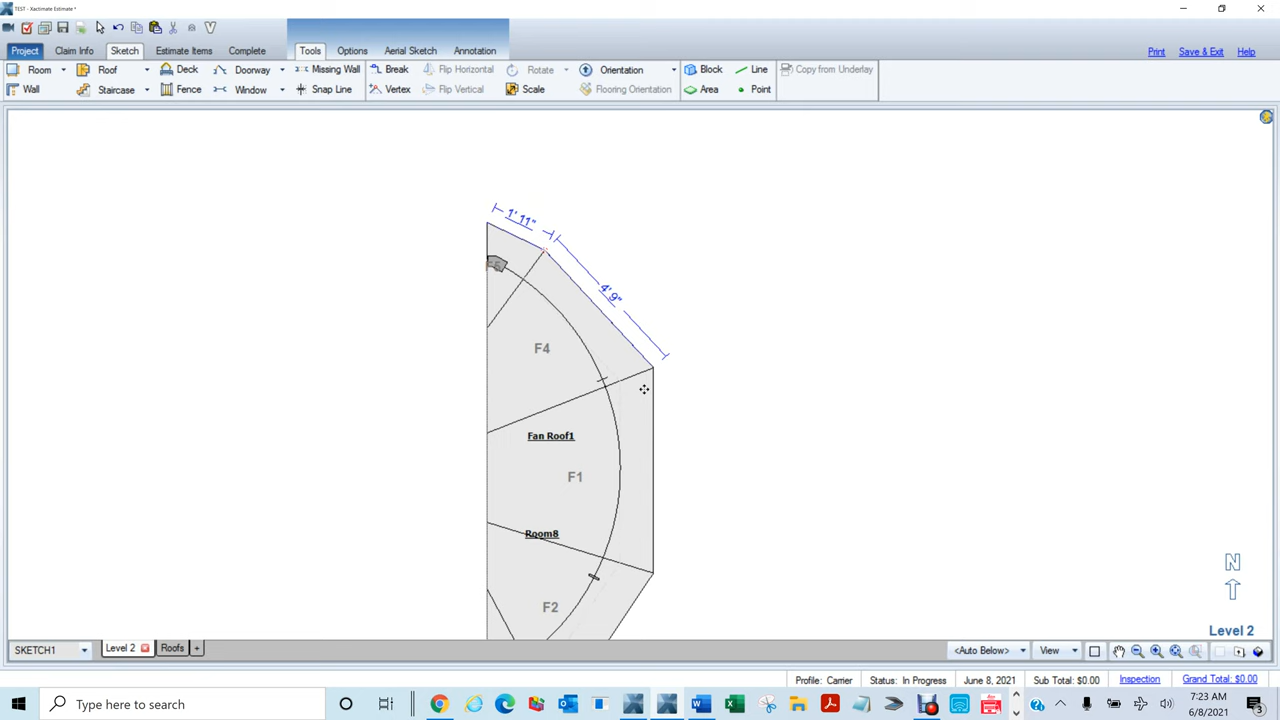 TEST - Xactimate Estimate *
Project Claim Info Sketch Estimate Items Complete Tools Options Aerial Sketch Annotation Print Save & Exit Help
Room Roof Deck Doorway Missing Wall Break Flip Horizontal Rotate Orientation Block Line Copy from Underlay
Wall Staircase Fence Window Snap Line Vertex Flip Vertical Scale Flooring Orientation Area Point
1' 11"
4' 9"
F4
Fan Roof1
F1
Room8
F2
N
Level 2
SKETCH1 Level 2 Roofs + <Auto Below> View
Profile: Carrier Status: In Progress June 8, 2021 Sub Total: $0.00 Inspection Grand Total: $0.00
Type here to search
7:23 AM
6/8/2021
3